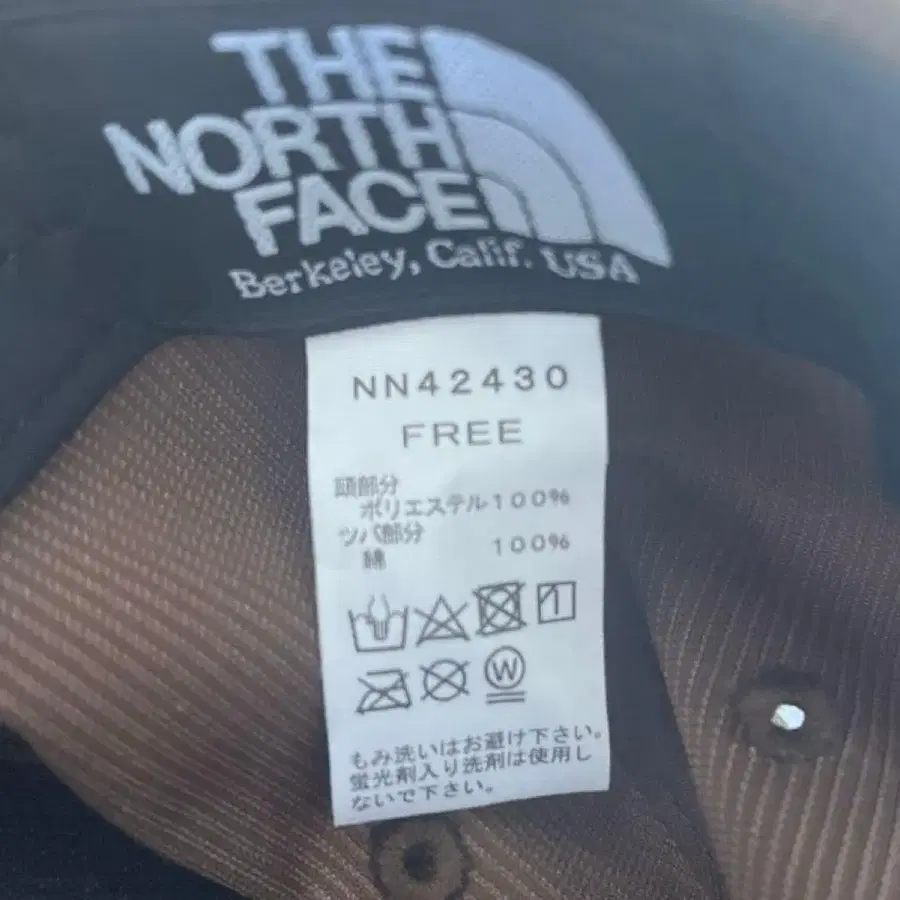 THE
NORTH
FACE
Berkeley, Calif. USA
NN42430
FREE
頭部分
ポリエステル100%
ツバ部分
綿 100%
W
もみ洗いはお避け下さい。
蛍光剤入り洗剤は使用し
ないで下さい。